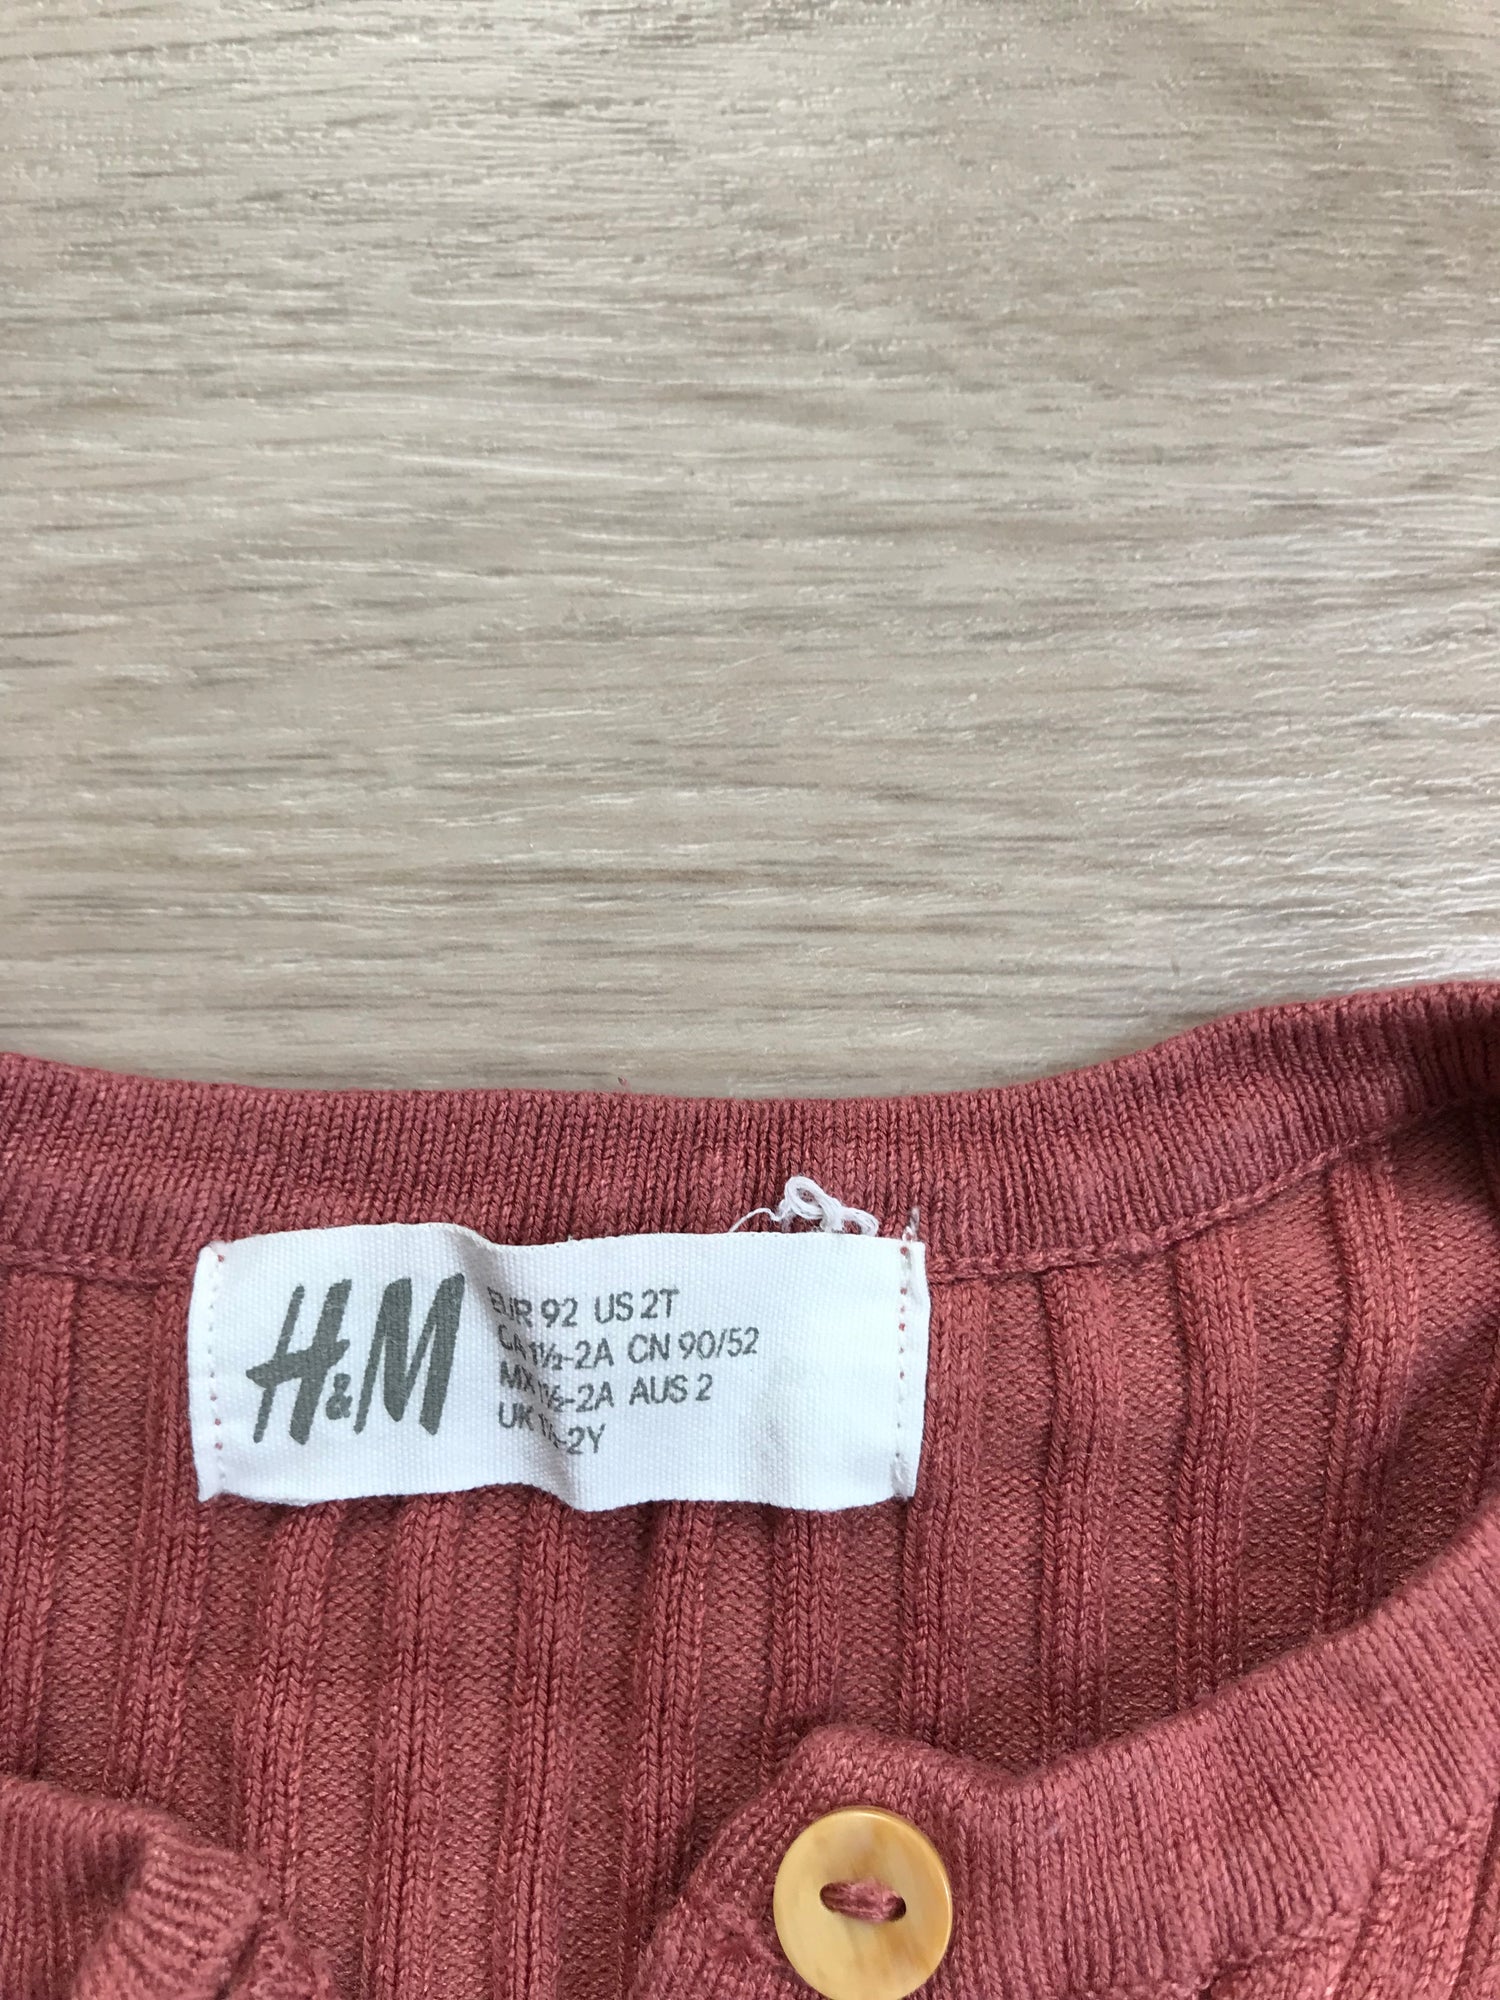 H&M
EUR 92 US 2T
CA 1½-2A CN 90/52
MX 1½-2A AUS 2
UK 1½-2Y